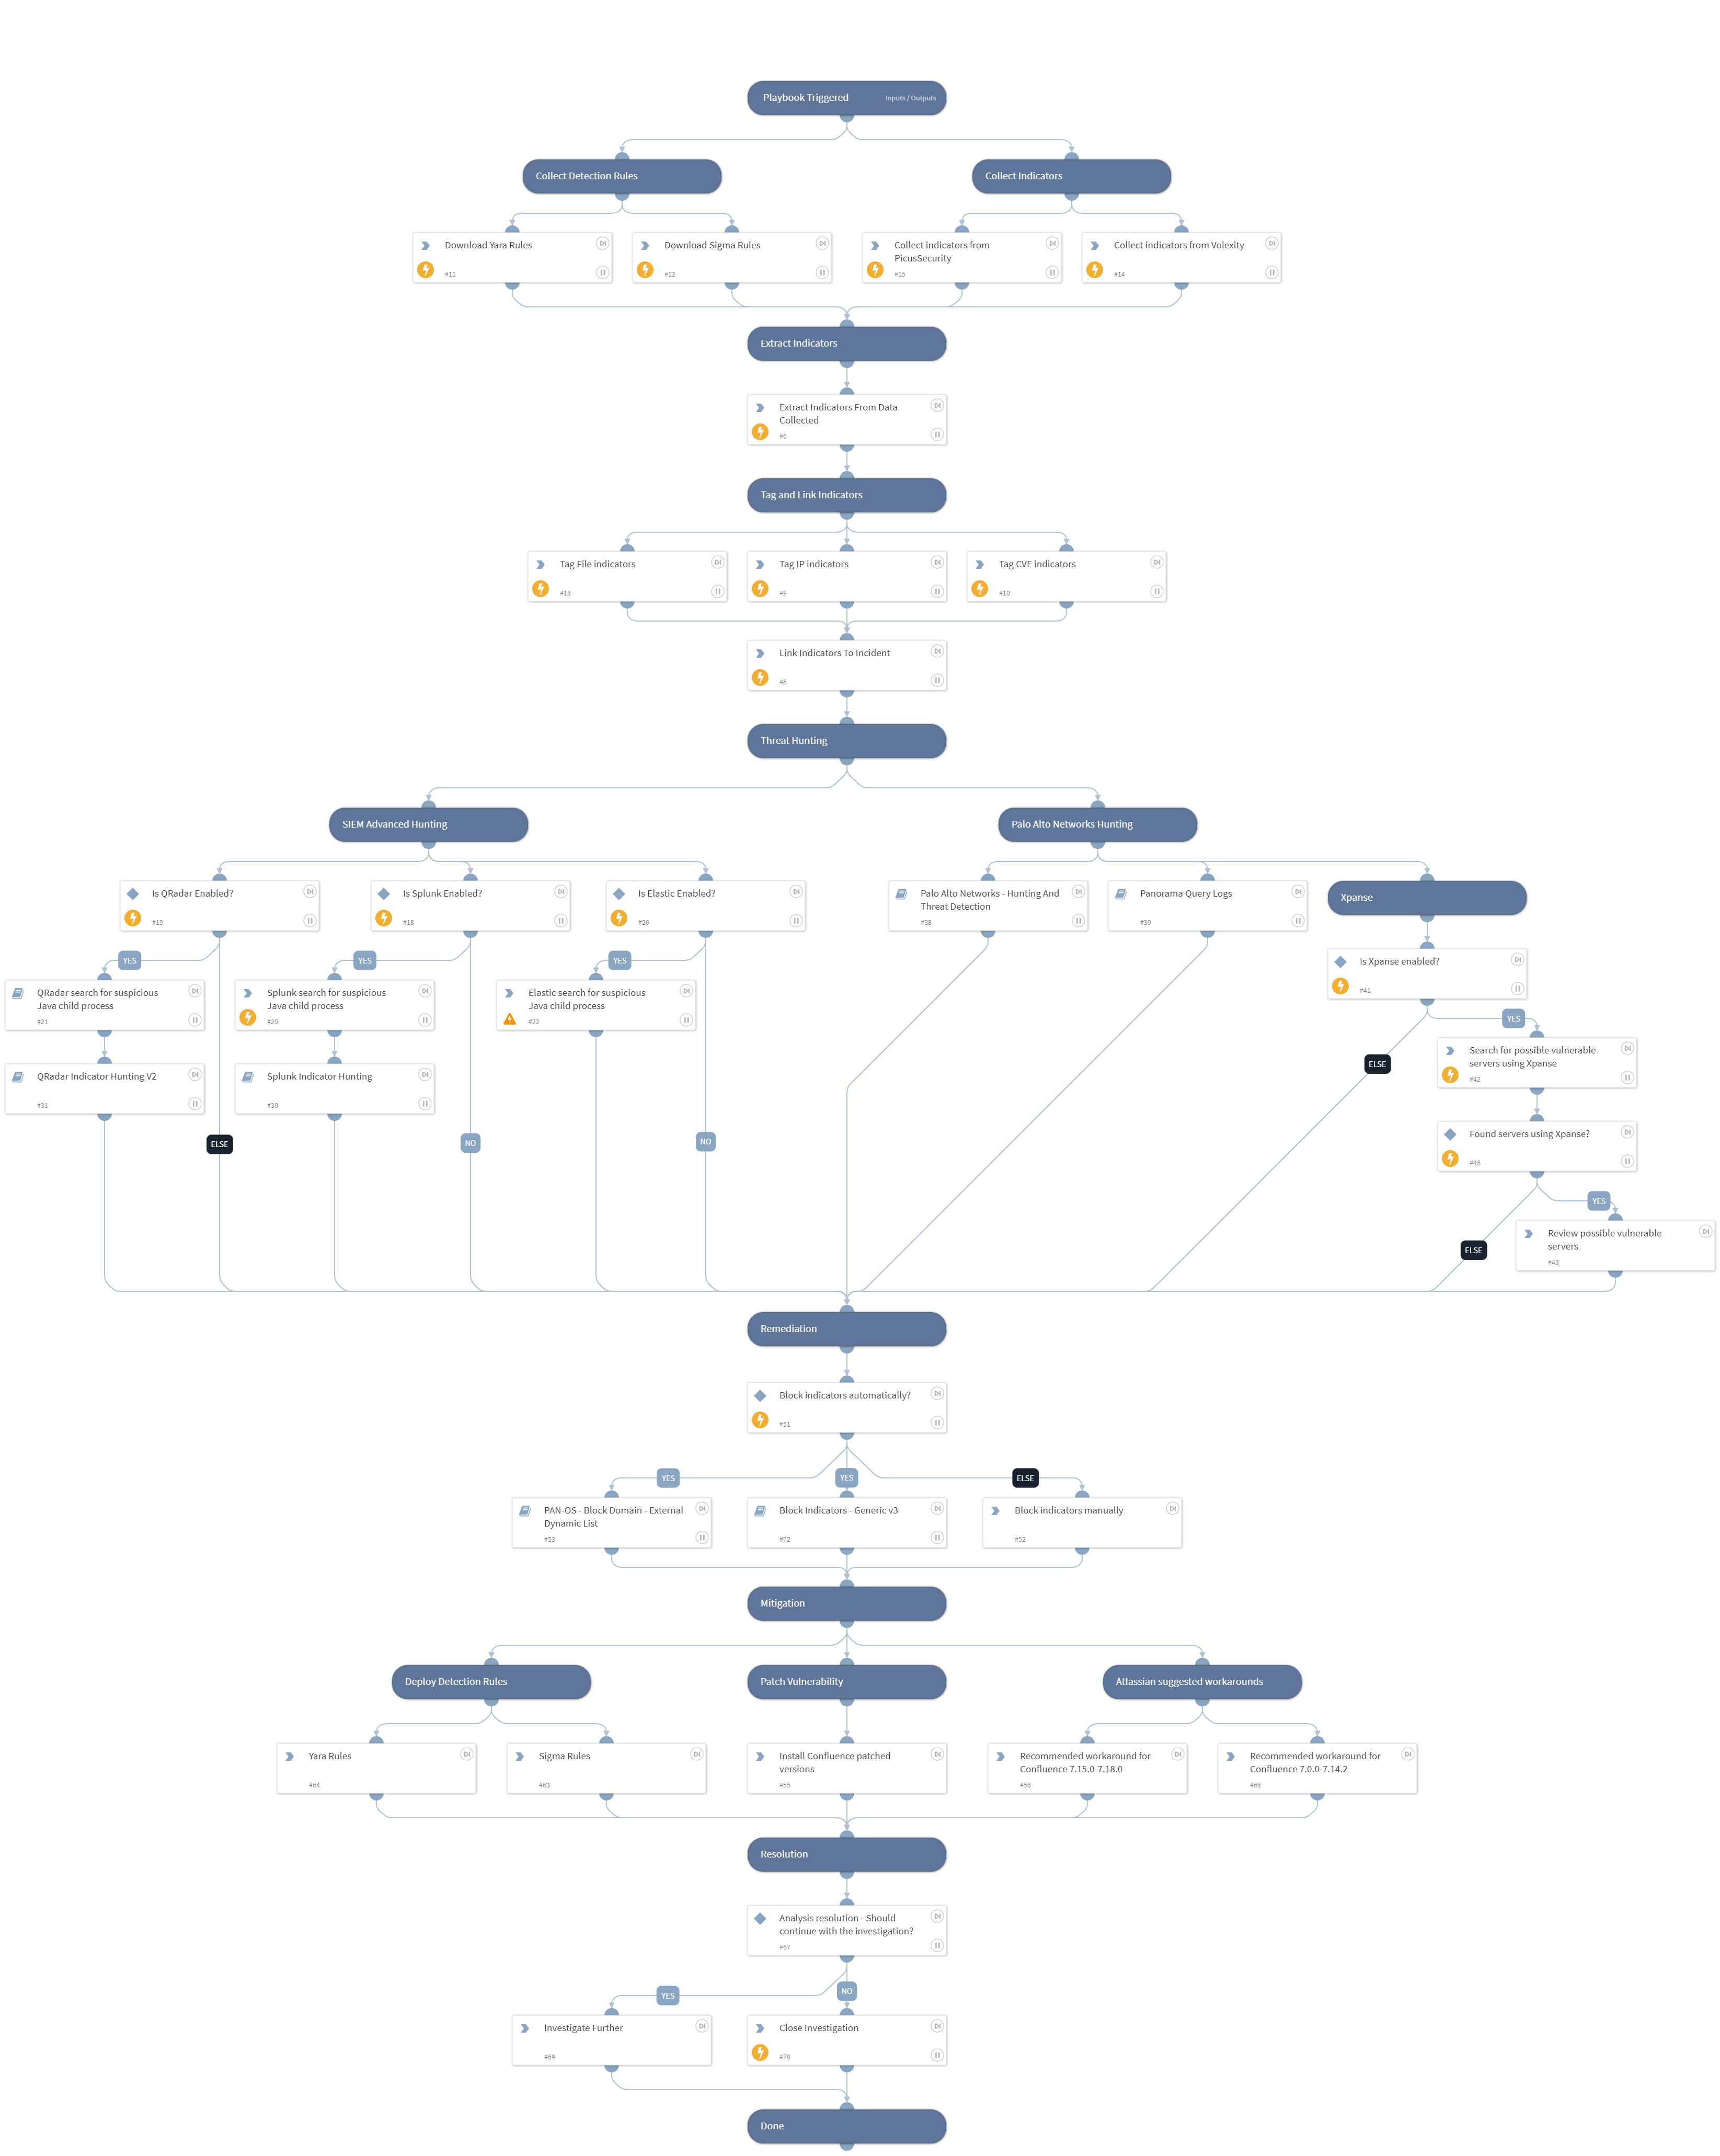 Playbook Triggered
Inputs / Outputs
Collect Detection Rules
Collect Indicators
Download Yara Rules
#11
Download Sigma Rules
#12
Collect indicators from
PicusSecurity
#15
Collect indicators from Volexity
#14
Extract Indicators
Extract Indicators From Data
Collected
#6
Tag and Link Indicators
Tag File indicators
#16
Tag IP indicators
#9
Tag CVE indicators
#10
Link Indicators To Incident
#8
Threat Hunting
SIEM Advanced Hunting
Palo Alto Networks Hunting
Is QRadar Enabled?
#19
Is Splunk Enabled?
#18
Is Elastic Enabled?
#26
Palo Alto Networks - Hunting And
Threat Detection
#38
Panorama Query Logs
#39
Xpanse
YES
YES
YES
Is Xpanse enabled?
#41
QRadar search for suspicious
Java child process
#21
Splunk search for suspicious
Java child process
#20
Elastic search for suspicious
Java child process
#22
YES
ELSE
Search for possible vulnerable
servers using Xpanse
#42
QRadar Indicator Hunting V2
#31
Splunk Indicator Hunting
#30
ELSE
NO
NO
Found servers using Xpanse?
#48
YES
ELSE
Review possible vulnerable
servers
#43
Remediation
Block indicators automatically?
#51
YES
YES
ELSE
PAN-OS - Block Domain - External
Dynamic List
#53
Block Indicators - Generic v3
#72
Block indicators manually
#52
Mitigation
Deploy Detection Rules
Patch Vulnerability
Atlassian suggested workarounds
Yara Rules
#64
Sigma Rules
#63
Install Confluence patched
versions
#55
Recommended workaround for
Confluence 7.15.0-7.18.0
#56
Recommended workaround for
Confluence 7.0.0-7.14.2
#66
Resolution
Analysis resolution - Should
continue with the investigation?
#67
YES
NO
Investigate Further
#69
Close Investigation
#70
Done